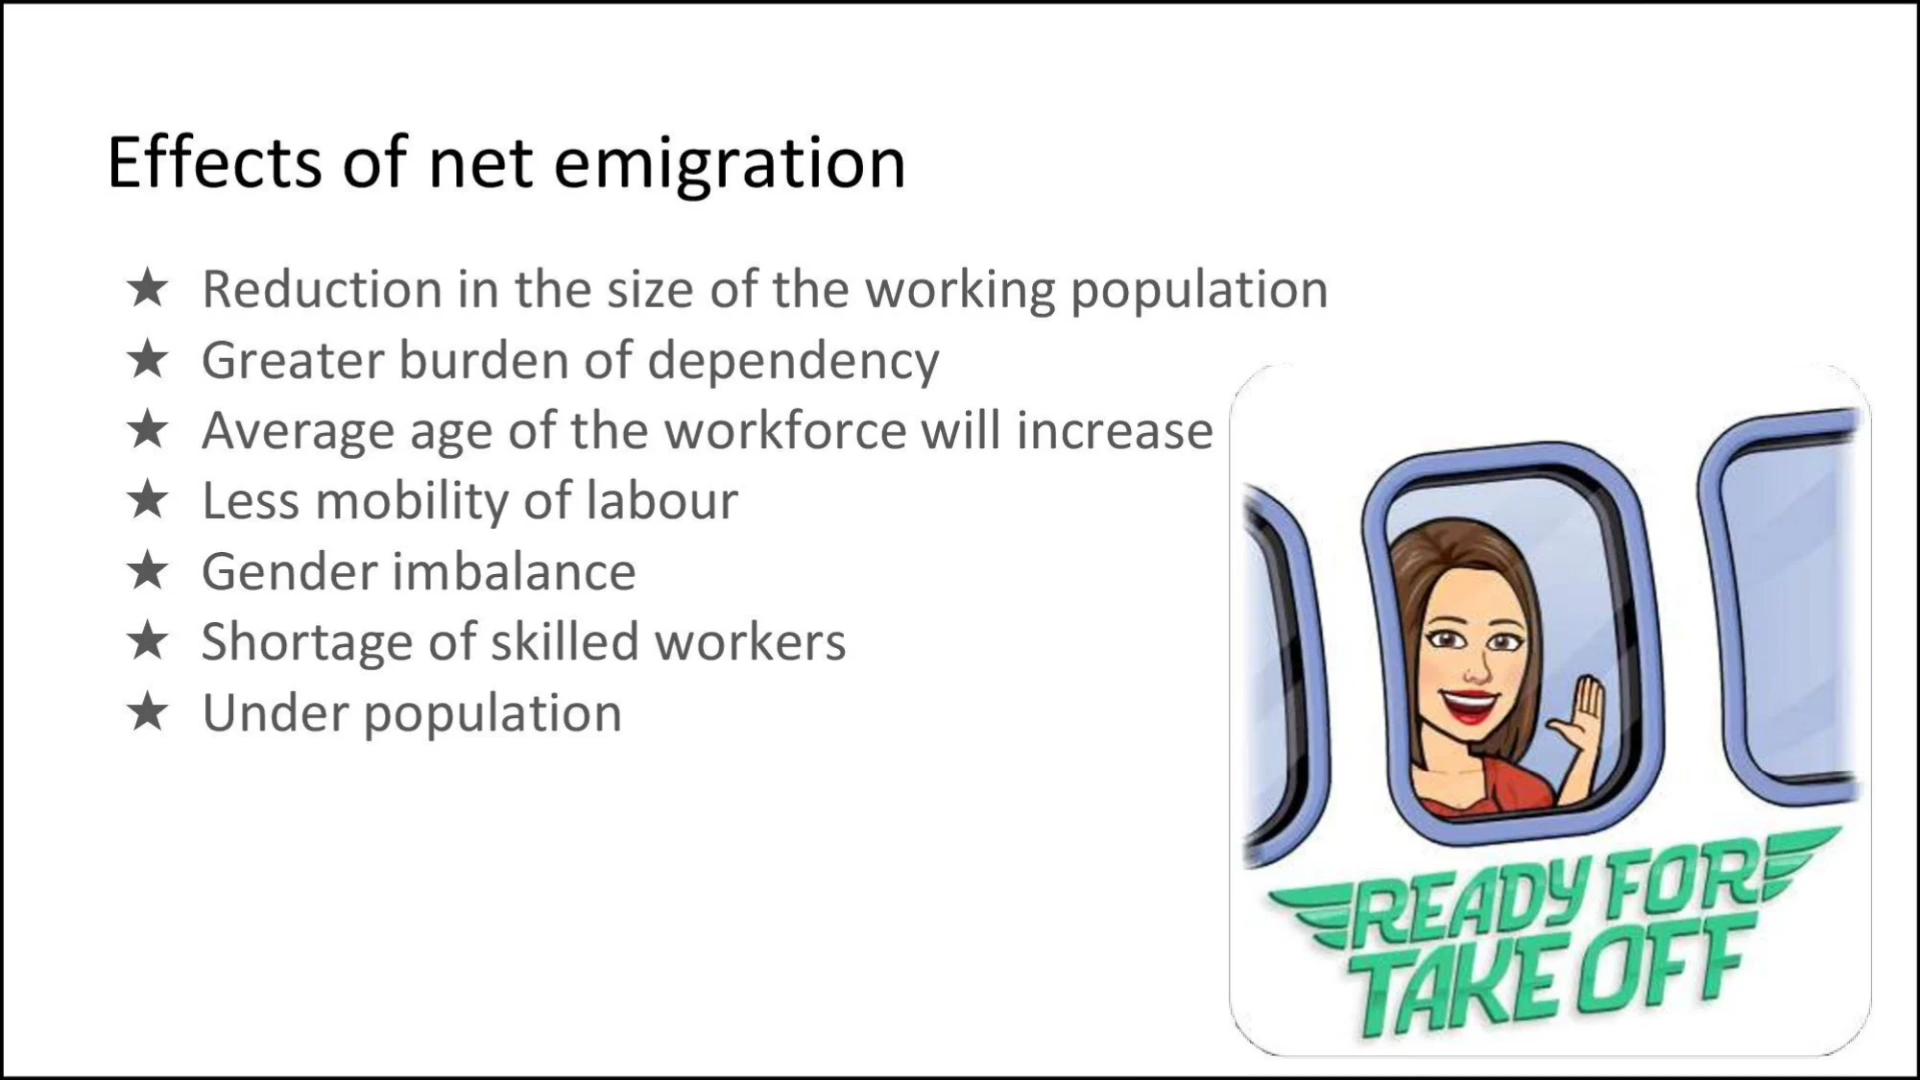 Effects of net emigration
★ Reduction in the size of the working population
★ Greater burden of dependency
★ Average age of the workforce will increase
★ Less mobility of labour
★ Gender imbalance
★ Shortage of skilled workers
★ Under population
READY FOR
TAKE OFF